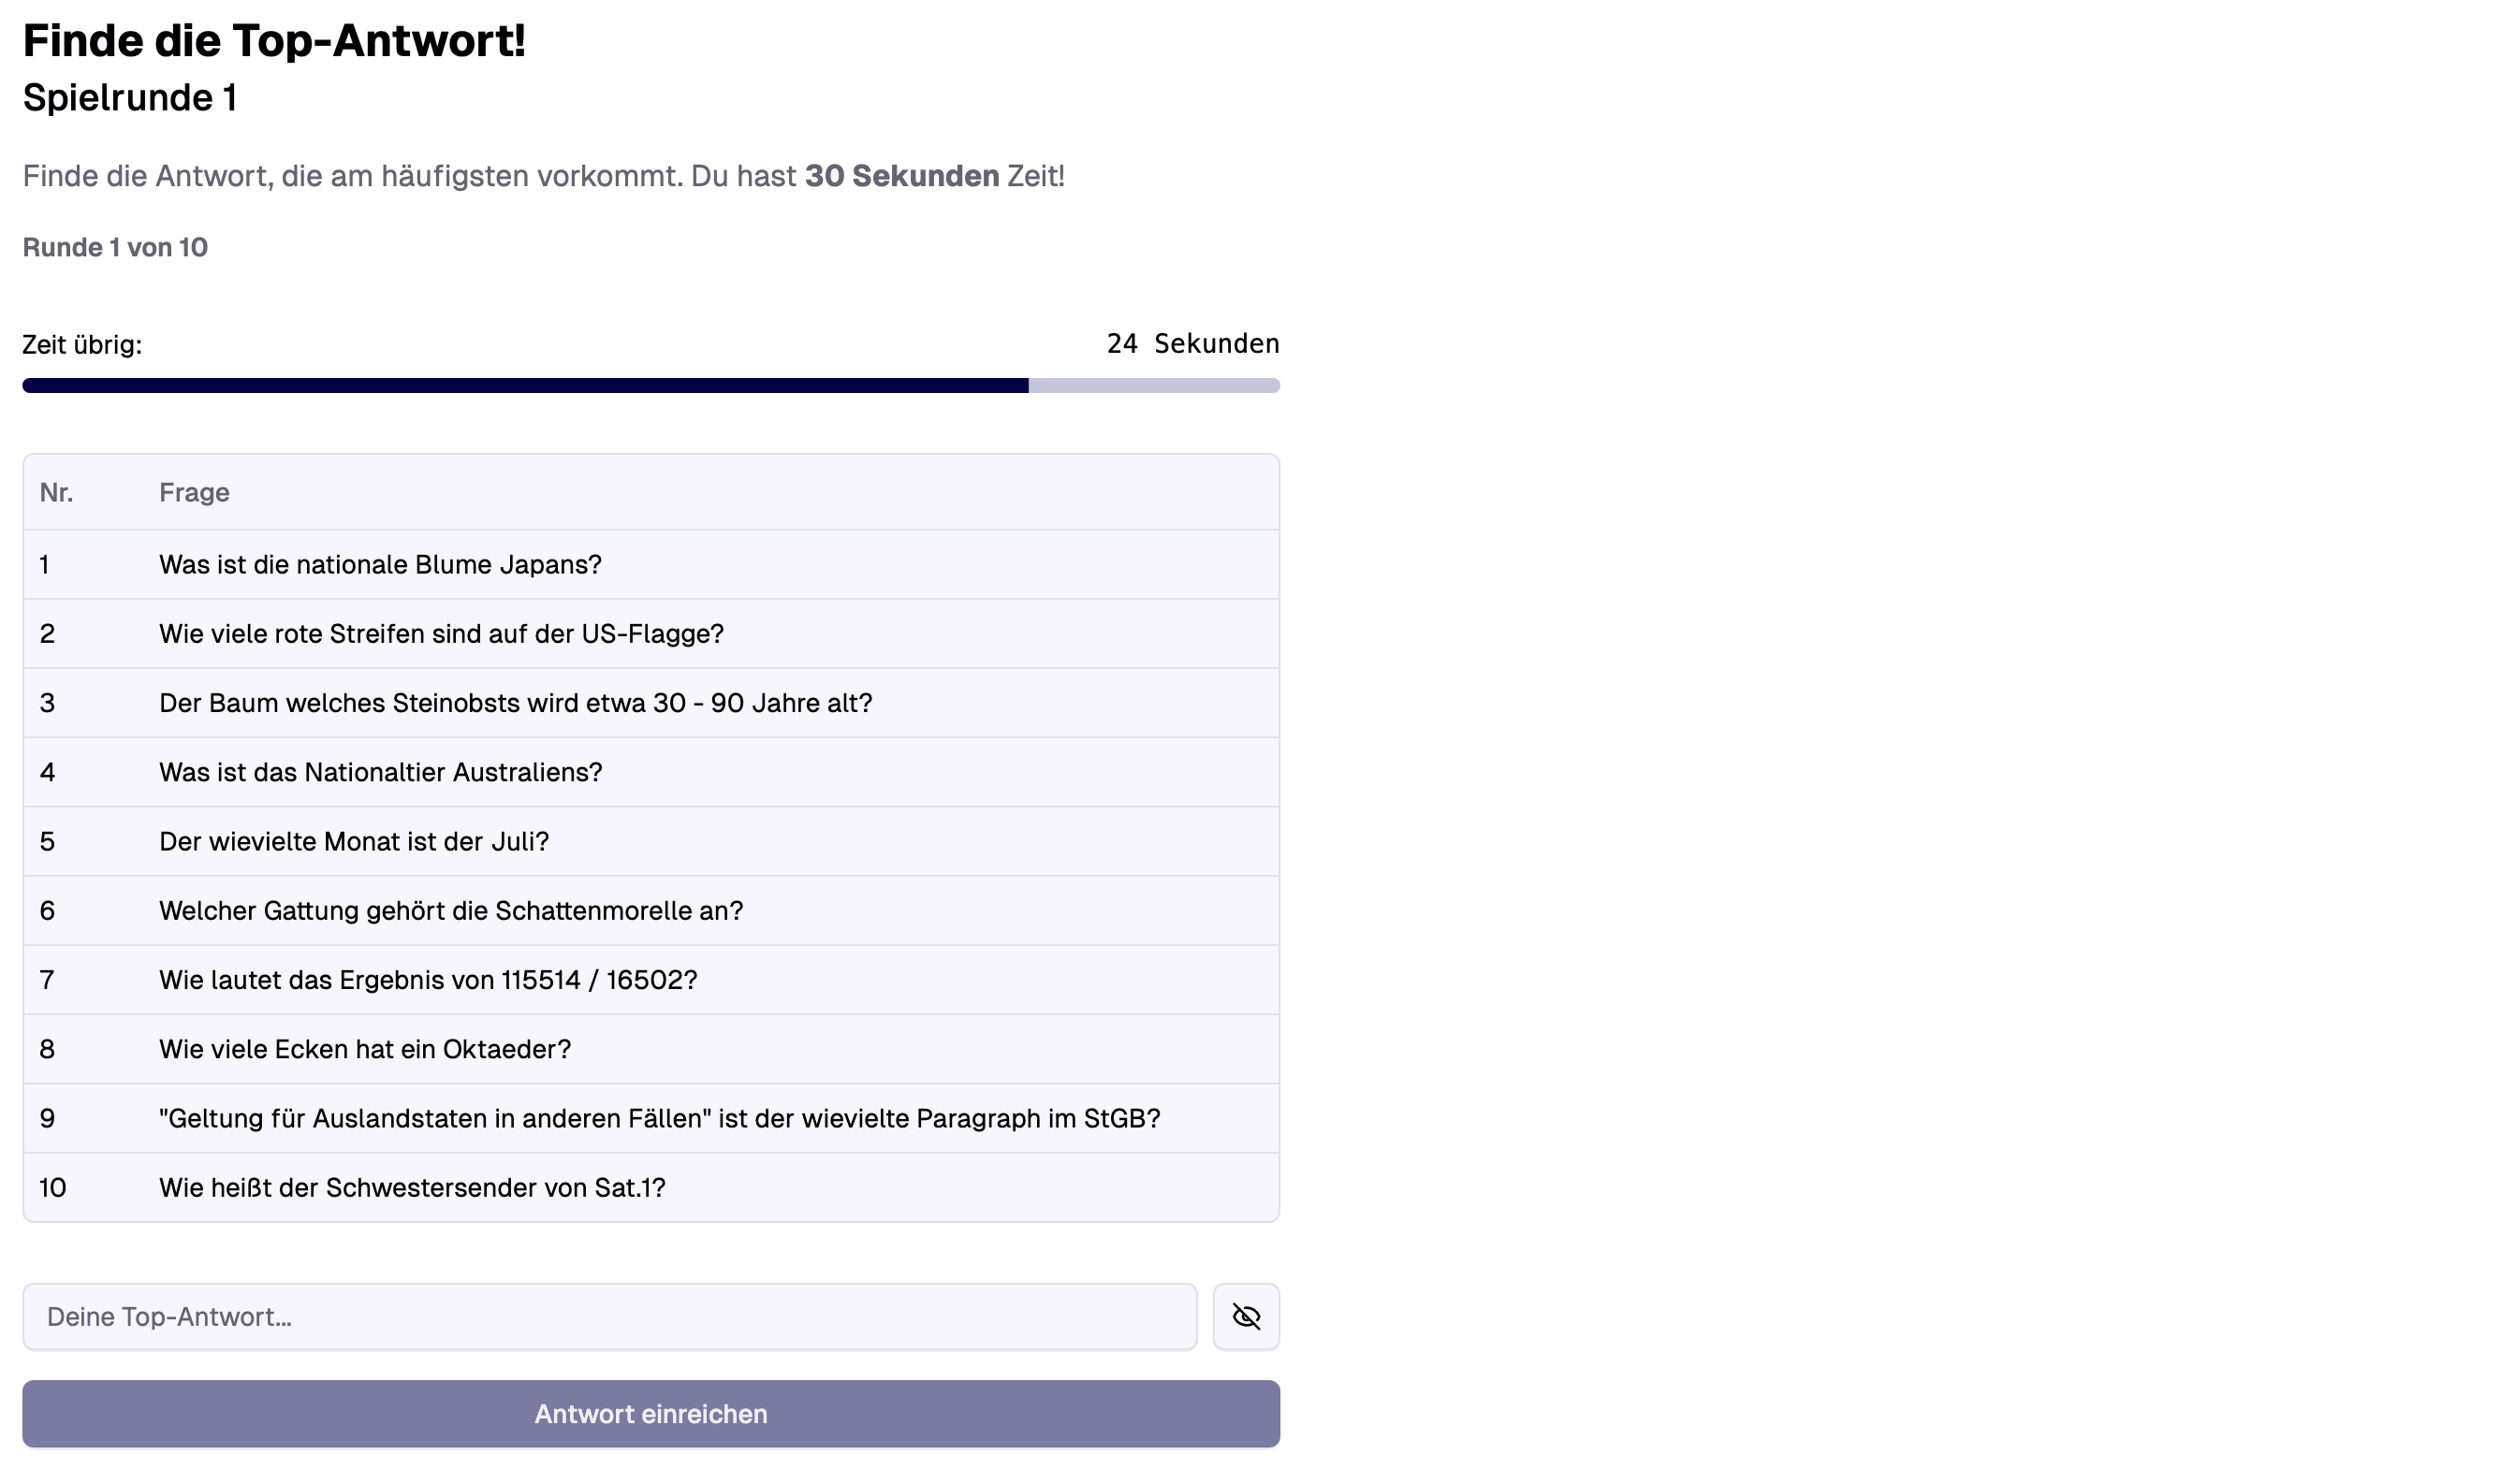 Finde die Top-Antwort!
Spielrunde 1
Finde die Antwort, die am häufigsten vorkommt. Du hast 30 Sekunden Zeit!
Runde 1 von 10
Zeit übrig: 24 Sekunden
Nr. Frage
1 Was ist die nationale Blume Japans?
2 Wie viele rote Streifen sind auf der US-Flagge?
3 Der Baum welches Steinobsts wird etwa 30 - 90 Jahre alt?
4 Was ist das Nationaltier Australiens?
5 Der wievielte Monat ist der Juli?
6 Welcher Gattung gehört die Schattenmorelle an?
7 Wie lautet das Ergebnis von 115514 / 16502?
8 Wie viele Ecken hat ein Oktaeder?
9 "Geltung für Auslandstaten in anderen Fällen" ist der wievielte Paragraph im StGB?
10 Wie heißt der Schwestersender von Sat.1?
Deine Top-Antwort...
Antwort einreichen